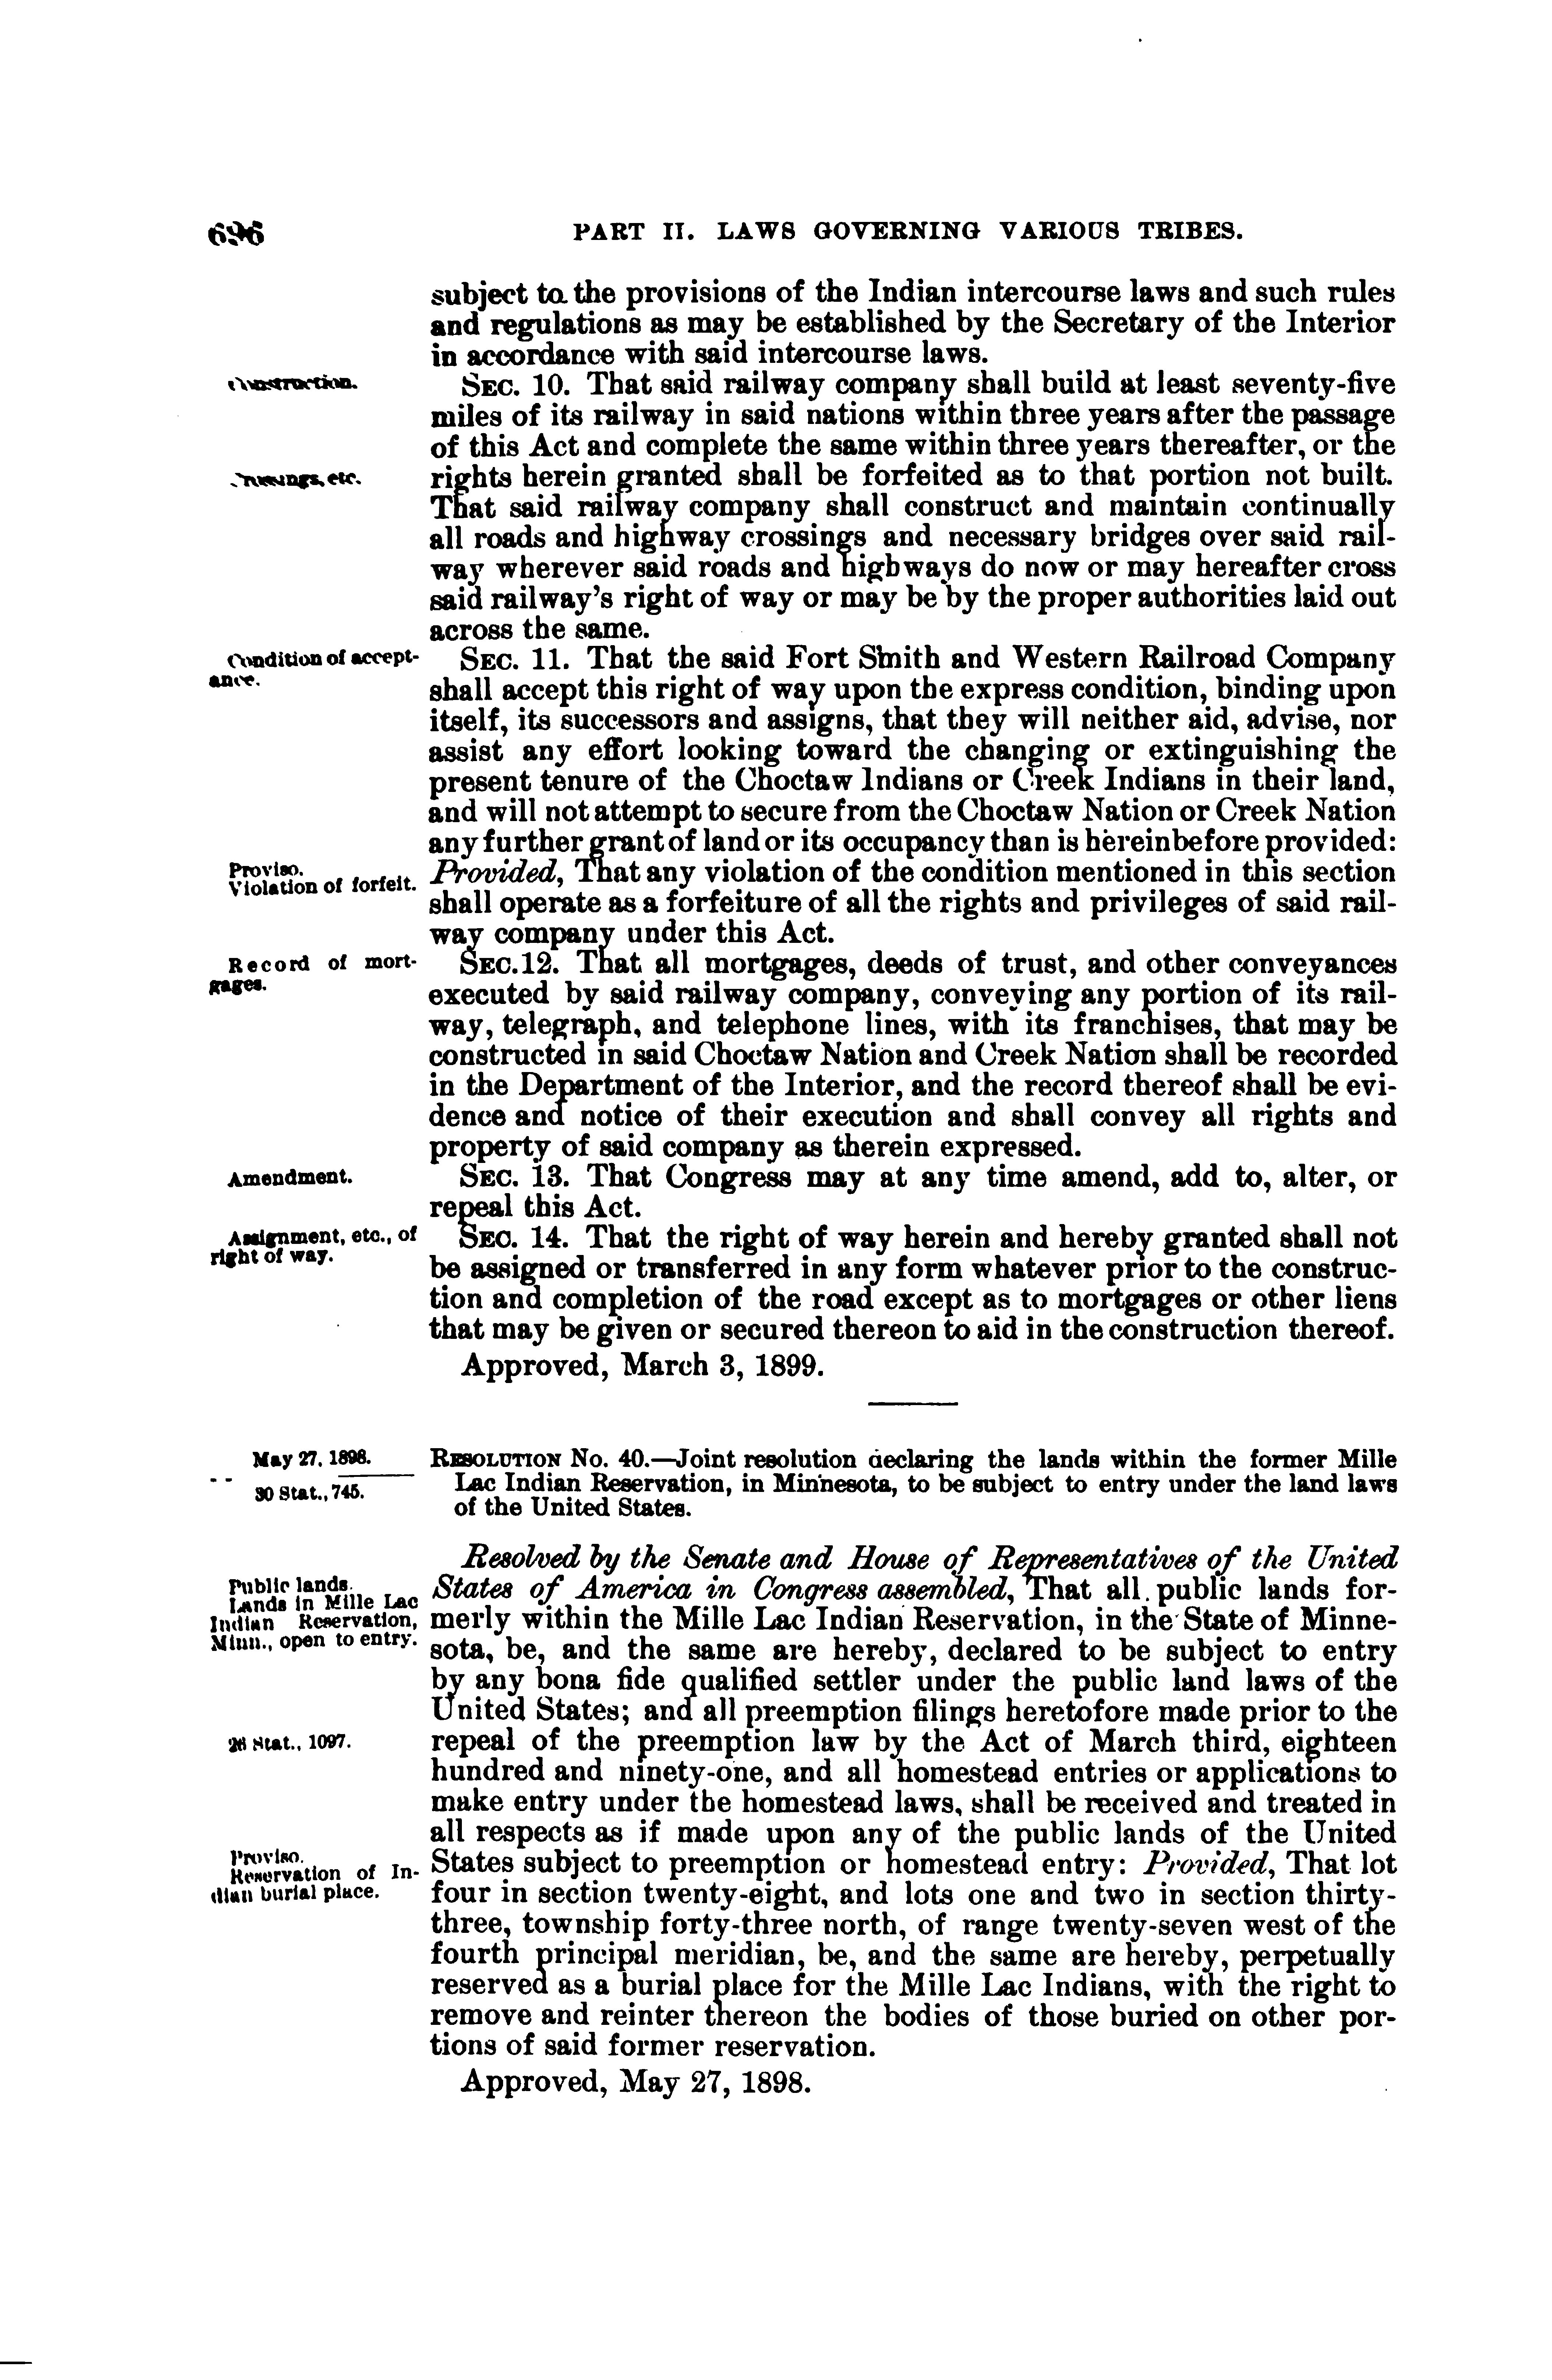 696 PART II. LAWS GOVERNING VARIOUS TRIBES.
subject to the provisions of the Indian intercourse laws and such rules
and regulations as may be established by the Secretary of the Interior
in accordance with said intercourse laws.
Construction.
SEC. 10. That said railway company shall build at least seventy-five
miles of its railway in said nations within three years after the passage
of this Act and complete the same within three years thereafter, or the
Crossings, etc.
rights herein granted shall be forfeited as to that portion not built.
That said railway company shall construct and maintain continually
all roads and highway crossings and necessary bridges over said rail-
way wherever said roads and highways do now or may hereafter cross
said railway's right of way or may be by the proper authorities laid out
across the same.
Condition of accept-
ance.
SEC. 11. That the said Fort Smith and Western Railroad Company
shall accept this right of way upon the express condition, binding upon
itself, its successors and assigns, that they will neither aid, advise, nor
assist any effort looking toward the changing or extinguishing the
present tenure of the Choctaw Indians or Creek Indians in their land,
and will not attempt to secure from the Choctaw Nation or Creek Nation
any further grant of land or its occupancy than is hereinbefore provided:
Proviso.
Violation of forfeit.
Provided, That any violation of the condition mentioned in this section
shall operate as a forfeiture of all the rights and privileges of said rail-
way company under this Act.
Record of mort-
gages.
SEC. 12. That all mortgages, deeds of trust, and other conveyances
executed by said railway company, conveying any portion of its rail-
way, telegraph, and telephone lines, with its franchises, that may be
constructed in said Choctaw Nation and Creek Nation shall be recorded
in the Department of the Interior, and the record thereof shall be evi-
dence and notice of their execution and shall convey all rights and
property of said company as therein expressed.
Amendment.
SEC. 13. That Congress may at any time amend, add to, alter, or
repeal this Act.
Assignment, etc., of
right of way.
SEC. 14. That the right of way herein and hereby granted shall not
be assigned or transferred in any form whatever prior to the construc-
tion and completion of the road except as to mortgages or other liens
that may be given or secured thereon to aid in the construction thereof.
Approved, March 3, 1899.
May 27, 1898.
30 Stat., 745.
RESOLUTION No. 40.—Joint resolution declaring the lands within the former Mille
Lac Indian Reservation, in Minnesota, to be subject to entry under the land laws
of the United States.
Resolved by the Senate and House of Representatives of the United
Public lands.
Lands in Mille Lac
Indian Reservation,
Minn., open to entry.
States of America in Congress assembled, That all public lands for-
merly within the Mille Lac Indian Reservation, in the State of Minne-
sota, be, and the same are hereby, declared to be subject to entry
by any bona fide qualified settler under the public land laws of the
United States; and all preemption filings heretofore made prior to the
26 Stat., 1097.
repeal of the preemption law by the Act of March third, eighteen
hundred and ninety-one, and all homestead entries or applications to
make entry under the homestead laws, shall be received and treated in
all respects as if made upon any of the public lands of the United
Proviso.
Reservation of In-
dian burial place.
States subject to preemption or homestead entry: Provided, That lot
four in section twenty-eight, and lots one and two in section thirty-
three, township forty-three north, of range twenty-seven west of the
fourth principal meridian, be, and the same are hereby, perpetually
reserved as a burial place for the Mille Lac Indians, with the right to
remove and reinter thereon the bodies of those buried on other por-
tions of said former reservation.
Approved, May 27, 1898.